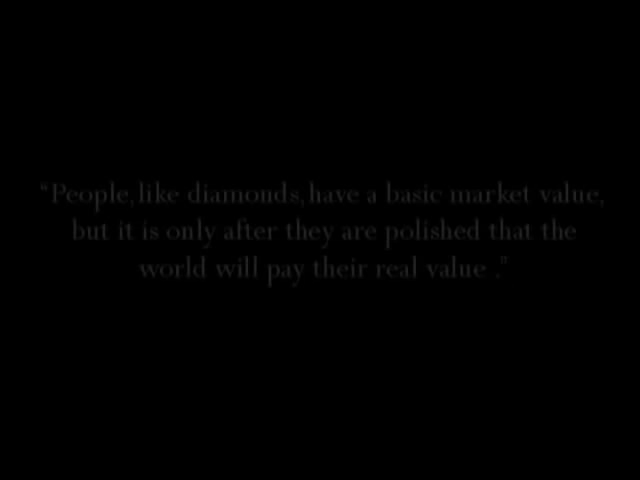 “People, like diamonds, have a basic market value,
but it is only after they are polished that the
world will pay their real value .”